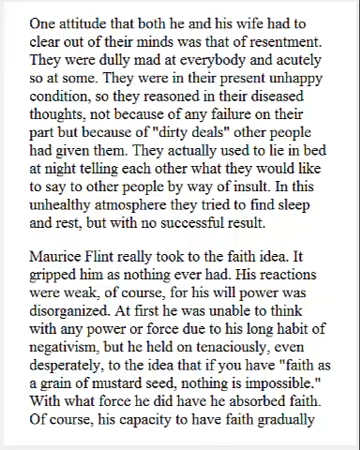 One attitude that both he and his wife had to
clear out of their minds was that of resentment.
They were dully mad at everybody and acutely
so at some. They were in their present unhappy
condition, so they reasoned in their diseased
thoughts, not because of any failure on their
part but because of "dirty deals" other people
had given them. They actually used to lie in bed
at night telling each other what they would like
to say to other people by way of insult. In this
unhealthy atmosphere they tried to find sleep
and rest, but with no successful result.
Maurice Flint really took to the faith idea. It
gripped him as nothing ever had. His reactions
were weak, of course, for his will power was
disorganized. At first he was unable to think
with any power or force due to his long habit of
negativism, but he held on tenaciously, even
desperately, to the idea that if you have "faith as
a grain of mustard seed, nothing is impossible."
With what force he did have he absorbed faith.
Of course, his capacity to have faith gradually